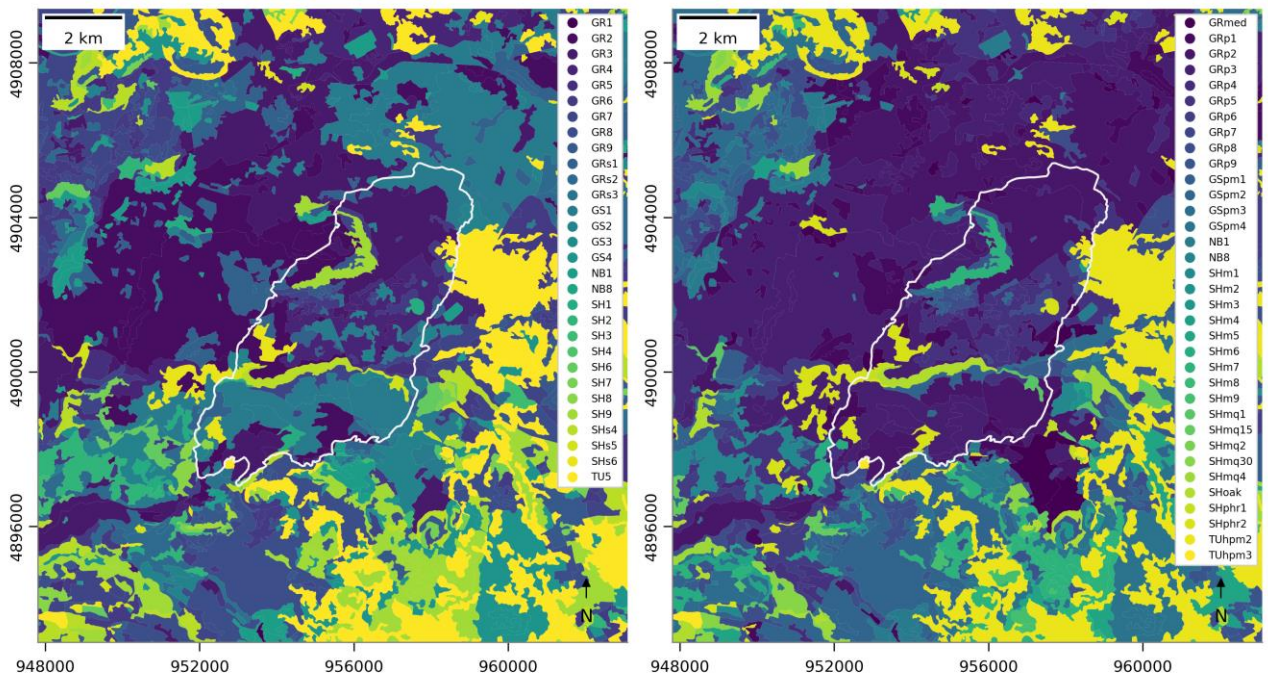 2 km
GR1
GR2
GR3
GR4
GR5
GR6
GR7
GR8
GR9
GRs1
GRs2
GRs3
GS1
GS2
GS3
GS4
NB1
NB8
SH1
SH2
SH3
SH4
SH6
SH7
SH8
SH9
SHs4
SHs5
SHs6
TU5
N
4908000
4904000
4900000
4896000
948000
952000
956000
960000
2 km
GRmed
GRp1
GRp2
GRp3
GRp4
GRp5
GRp6
GRp7
GRp8
GRp9
GSpm1
GSpm2
GSpm3
GSpm4
NB1
NB8
SHm1
SHm2
SHm3
SHm4
SHm5
SHm6
SHm7
SHm8
SHm9
SHmq1
SHmq15
SHmq2
SHmq30
SHmq4
SHoak
SHphr1
SHphr2
TUhpm2
TUhpm3
N
4908000
4904000
4900000
4896000
948000
952000
956000
960000